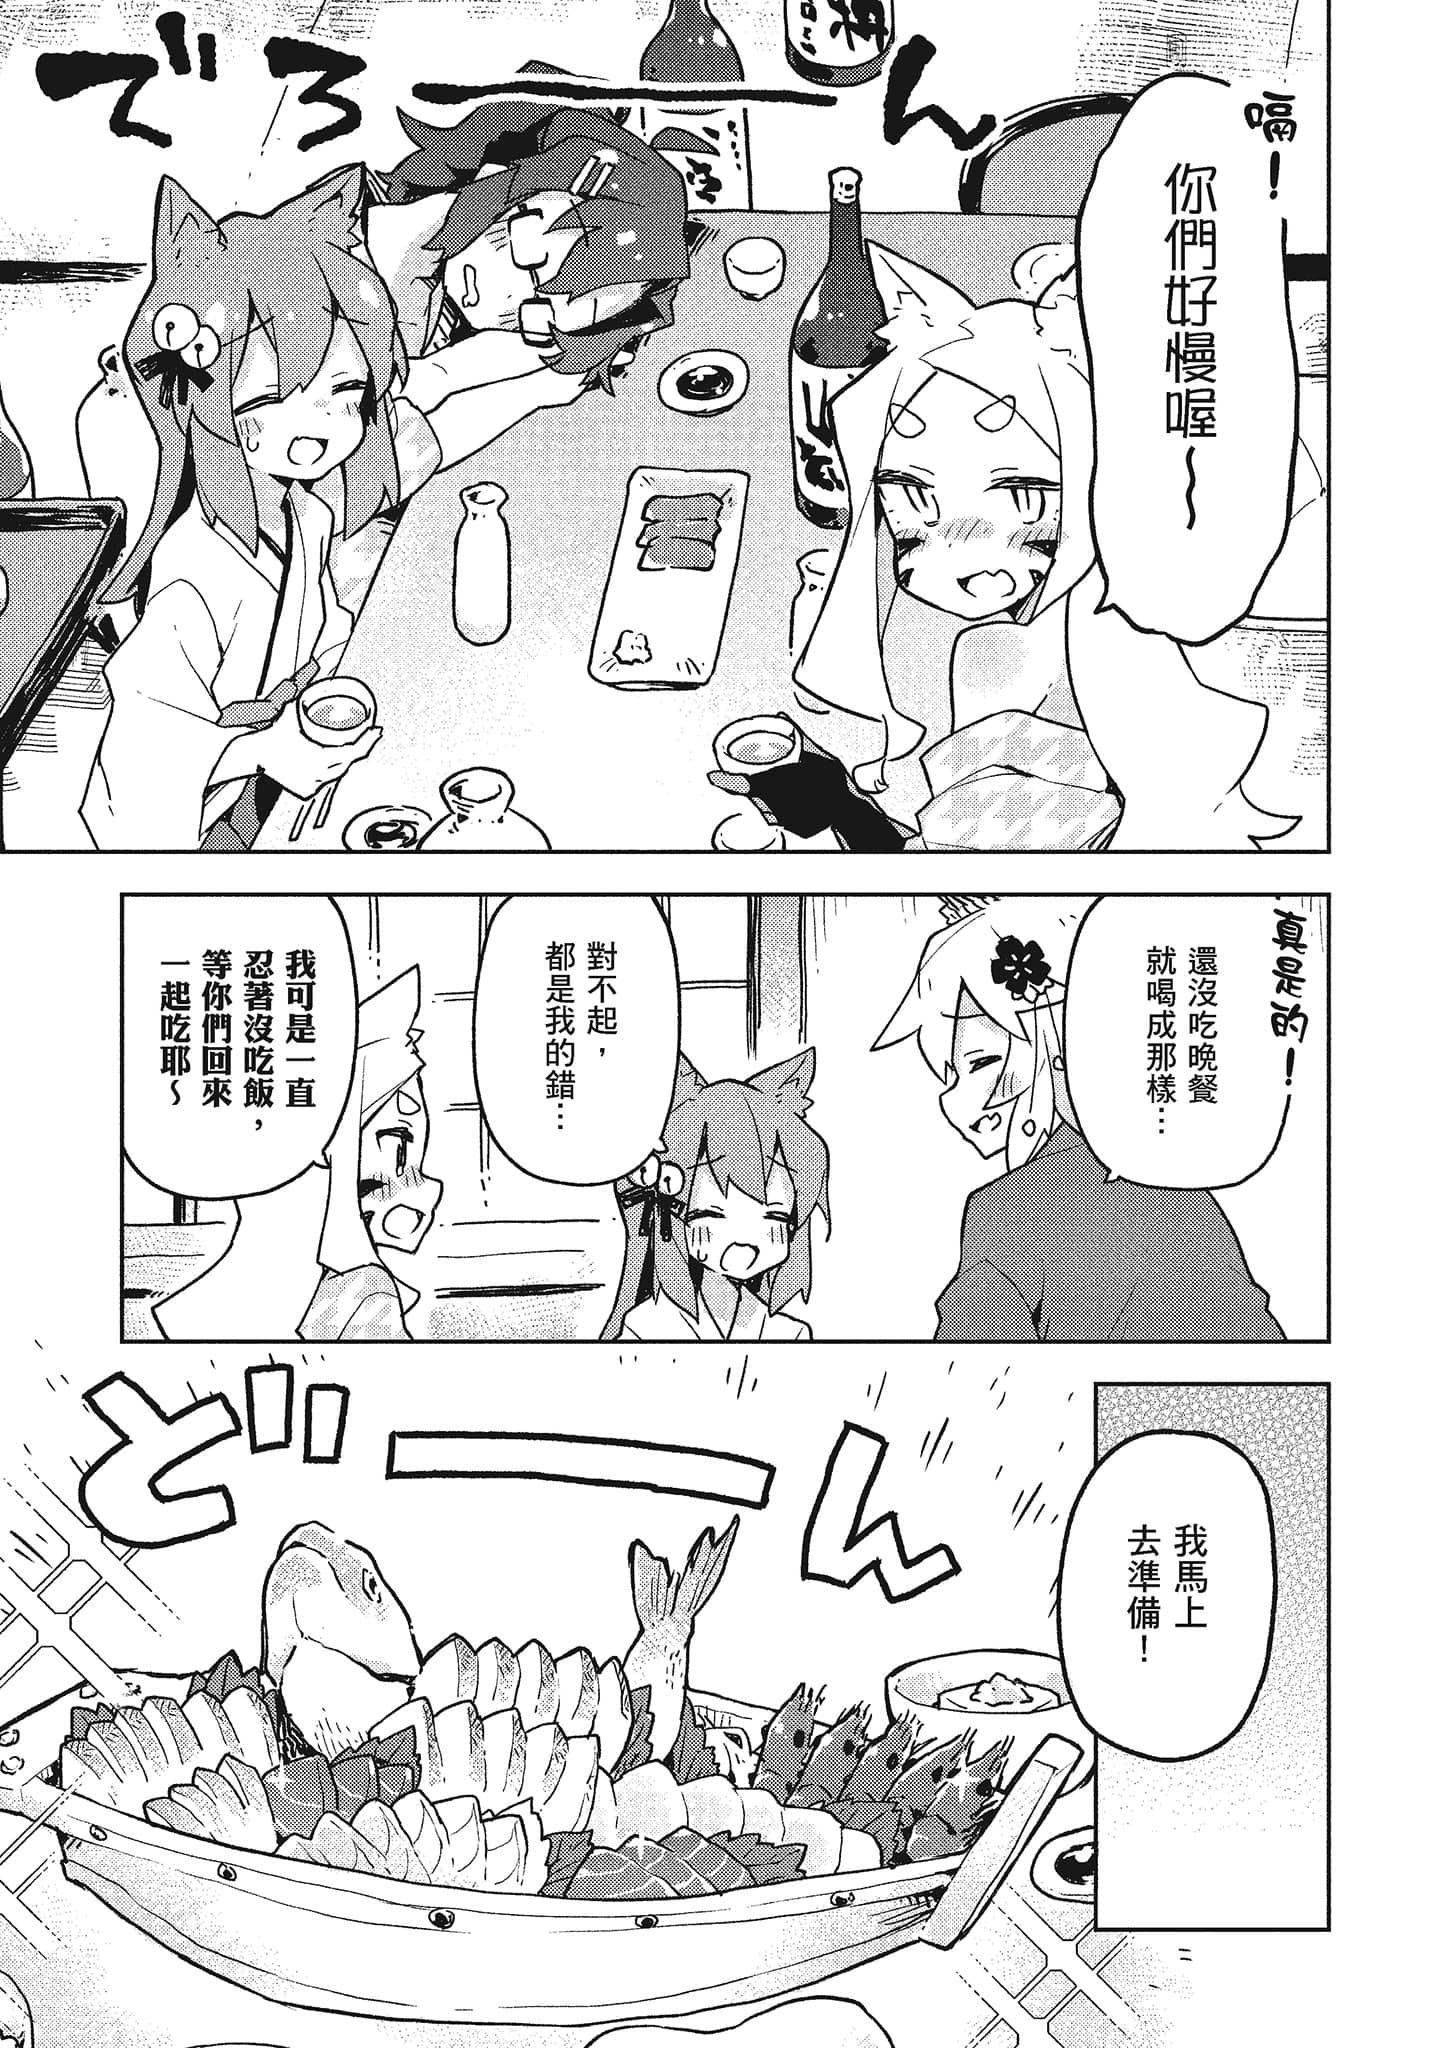 でろーん
嗝！
你們好慢喔～
真是的！
還沒吃晚餐
就喝成那樣…
對不起，
都是我的錯…
我可是一直
忍著沒吃飯，
等你們回來
一起吃耶～
我馬上
去準備！
どーーん